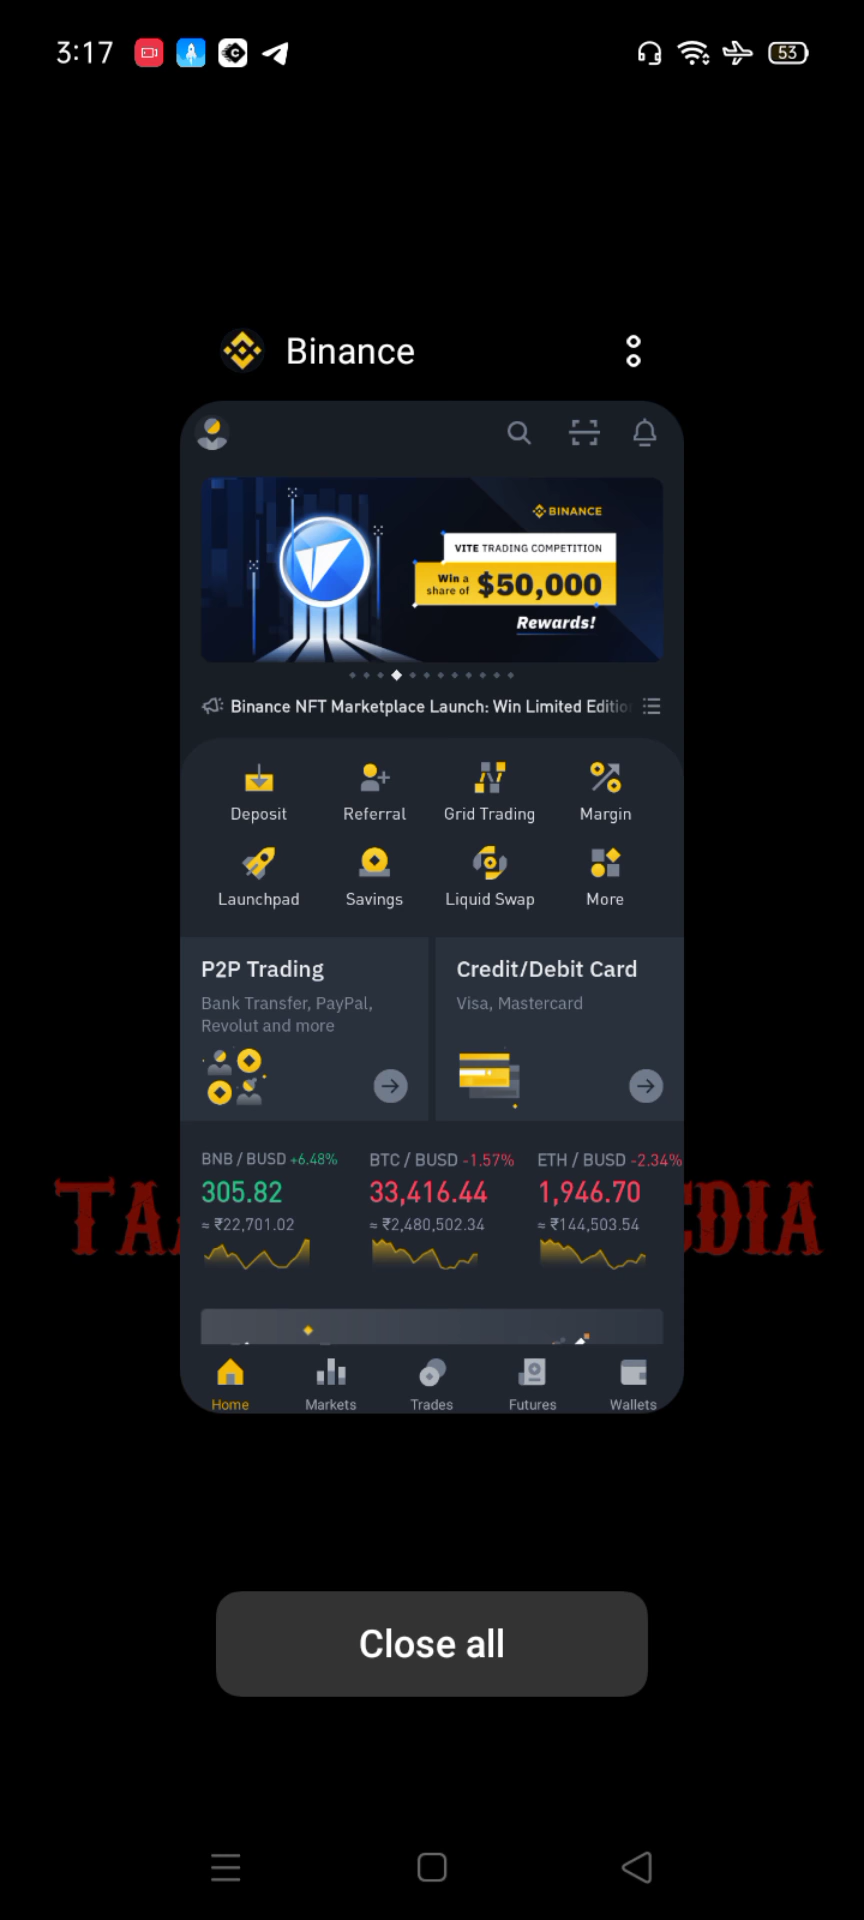 3:17
53
Binance
BINANCE
VITE TRADING COMPETITION
Win a
share of $50,000
Rewards!
Binance NFT Marketplace Launch: Win Limited Editio
Deposit Referral Grid Trading Margin
Launchpad Savings Liquid Swap More
P2P Trading
Bank Transfer, PayPal,
Revolut and more
Credit/Debit Card
Visa, Mastercard
BNB / BUSD +6.48%
305.82
≈ ₹22,701.02
BTC / BUSD -1.57%
33,416.44
≈ ₹2,480,502.34
ETH / BUSD -2.34%
1,946.70
≈ ₹144,503.54
Home Markets Trades Futures Wallets
Close all